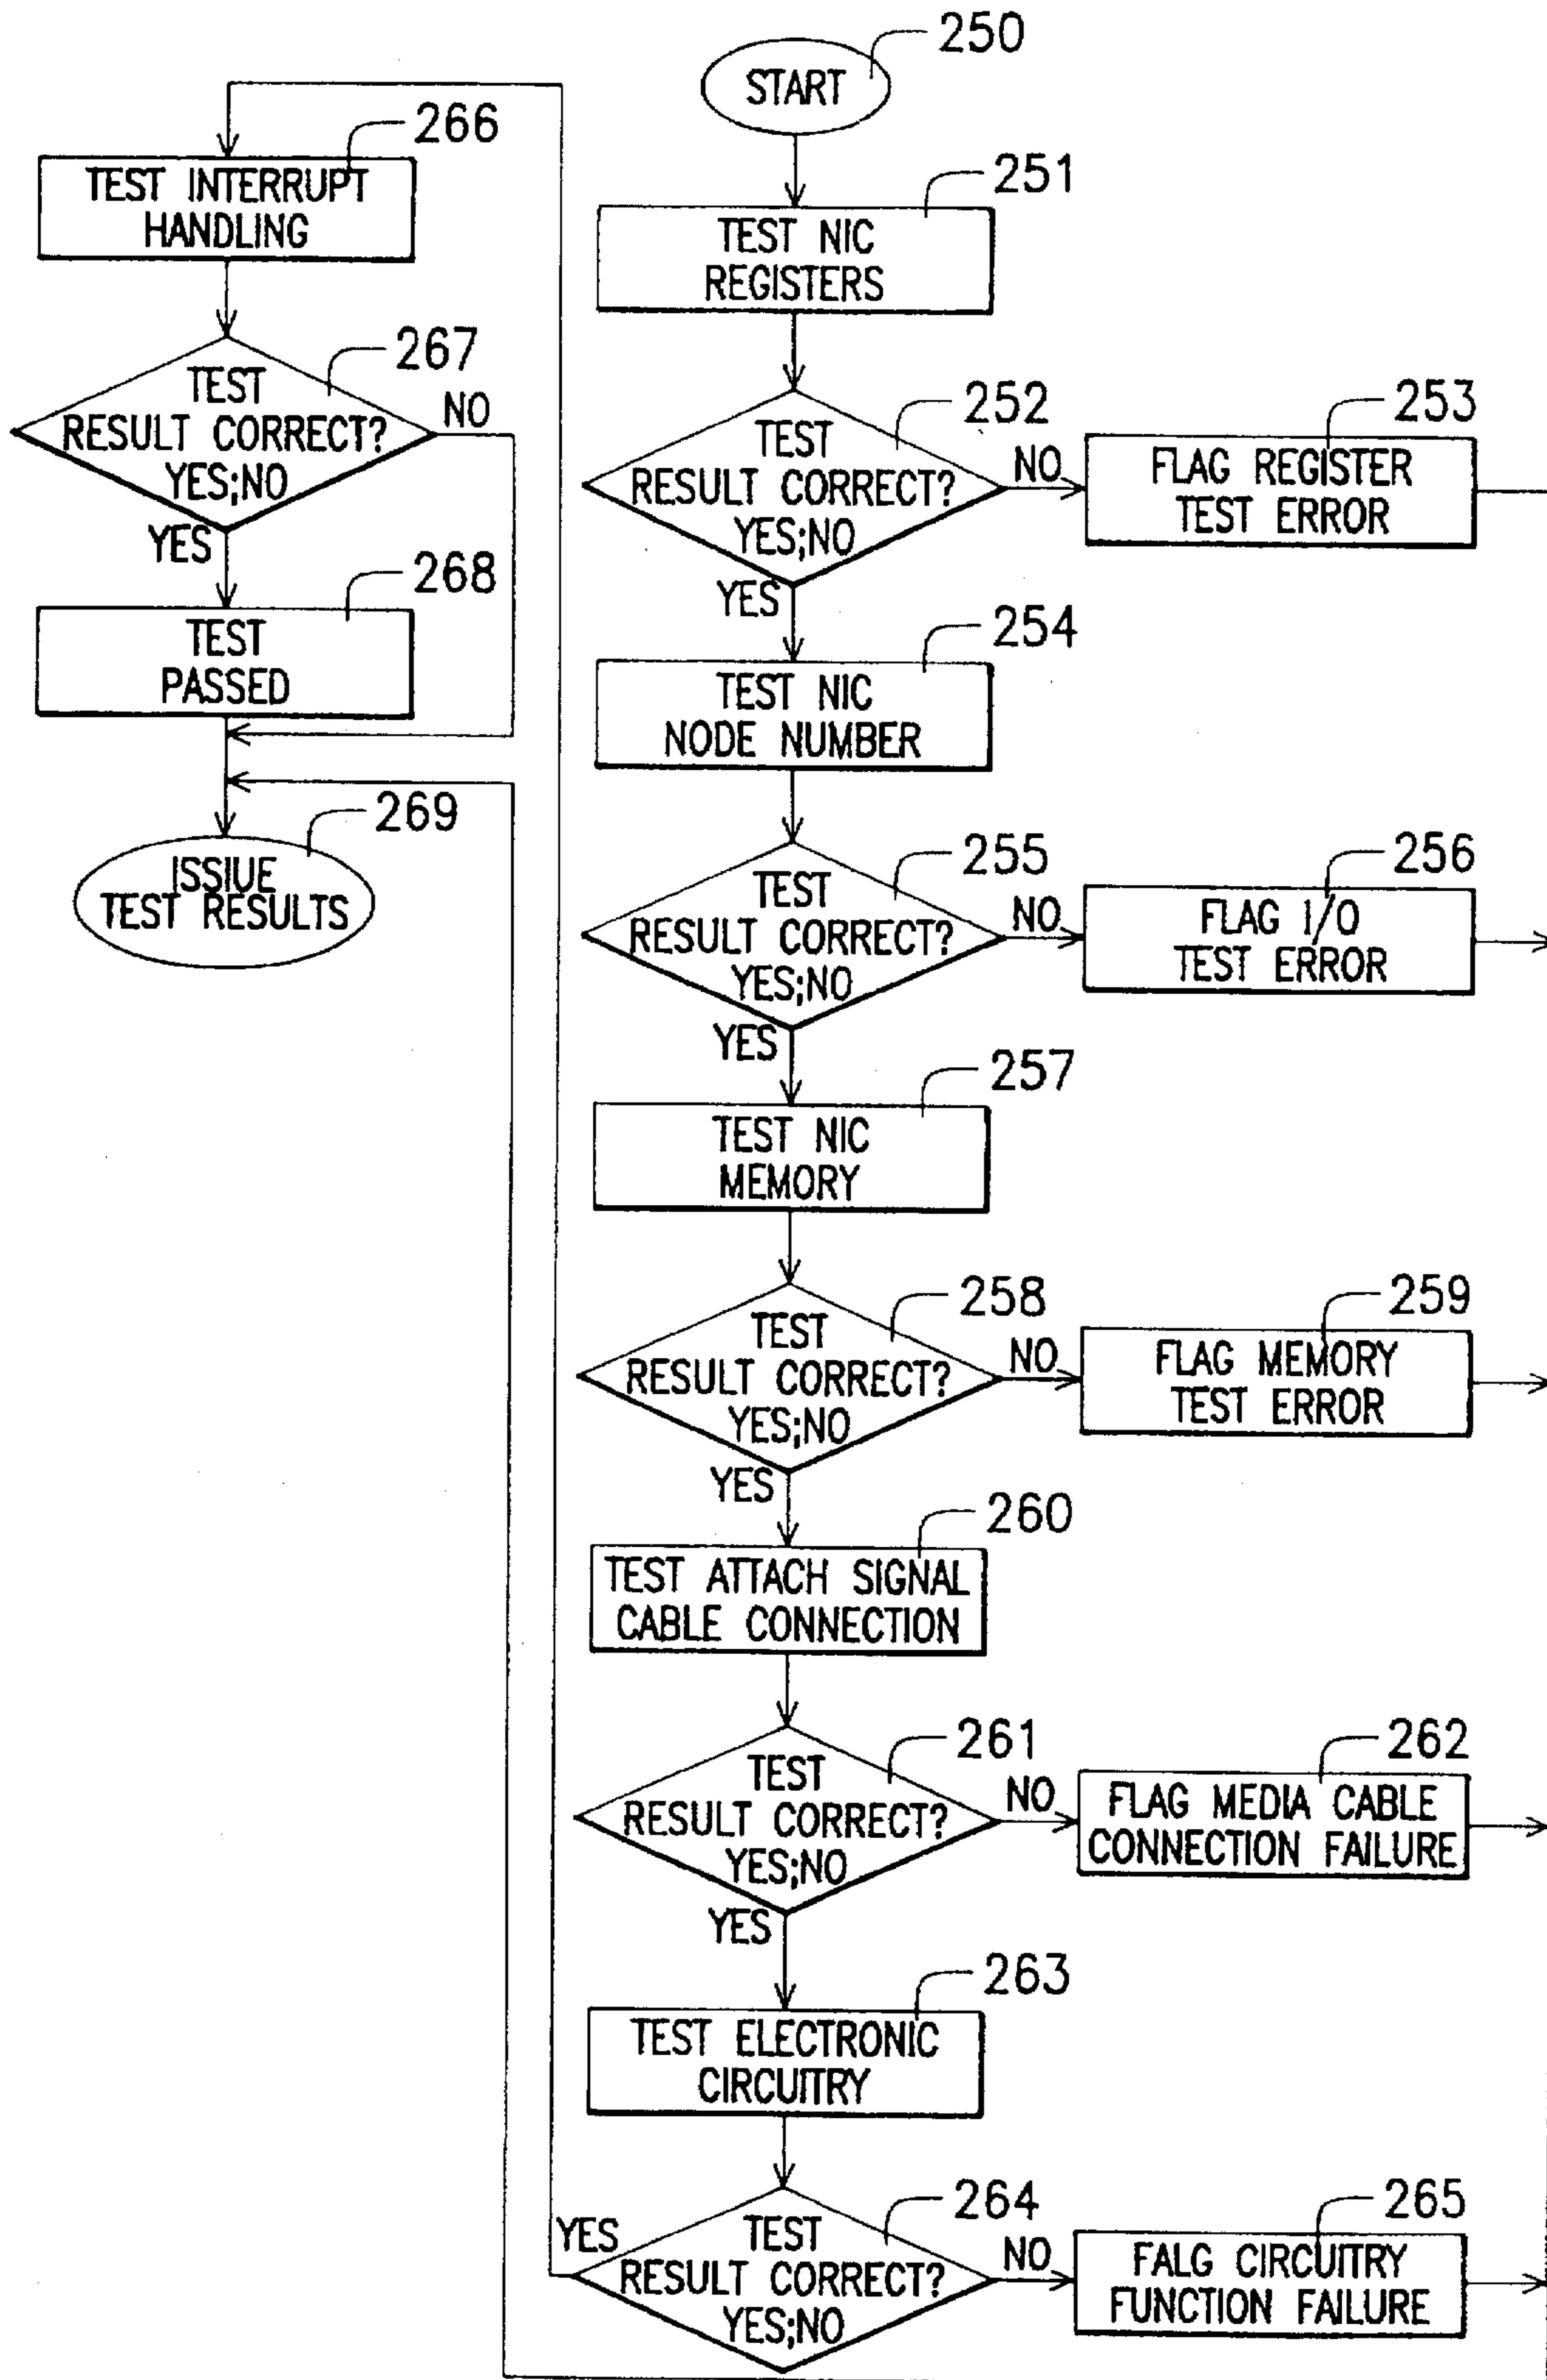 250
START
251
TEST NIC
REGISTERS
252
TEST
RESULT CORRECT?
YES;NO
NO
YES
253
FLAG REGISTER
TEST ERROR
254
TEST NIC
NODE NUMBER
255
TEST
RESULT CORRECT?
YES;NO
NO
YES
256
FLAG I/O
TEST ERROR
257
TEST NIC
MEMORY
258
TEST
RESULT CORRECT?
YES;NO
NO
YES
259
FLAG MEMORY
TEST ERROR
260
TEST ATTACH SIGNAL
CABLE CONNECTION
261
TEST
RESULT CORRECT?
YES;NO
NO
YES
262
FLAG MEDIA CABLE
CONNECTION FAILURE
263
TEST ELECTRONIC
CIRCUITRY
264
TEST
RESULT CORRECT?
YES;NO
YES
NO
265
FALG CIRCUITRY
FUNCTION FAILURE
266
TEST INTERRUPT
HANDLING
267
TEST
RESULT CORRECT?
YES;NO
NO
YES
268
TEST
PASSED
269
ISSIUE
TEST RESULTS